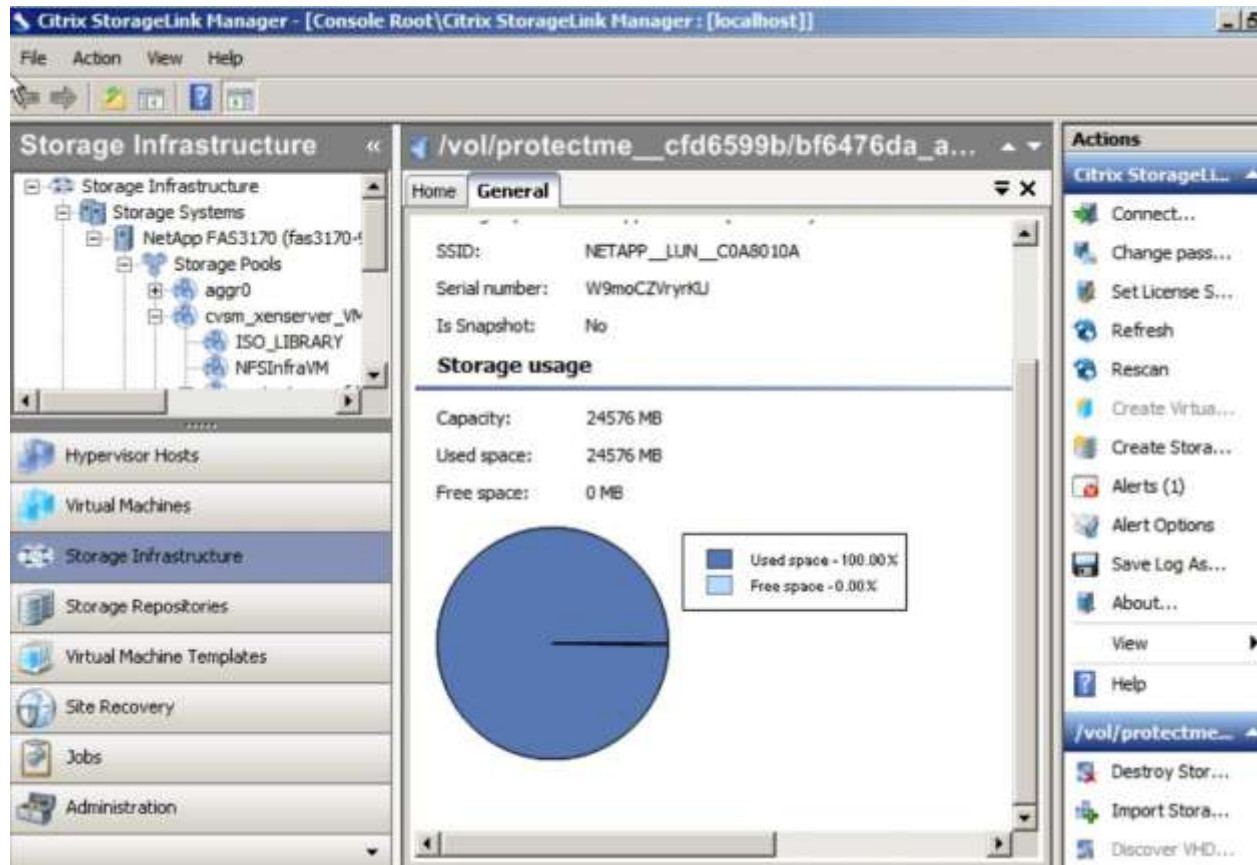 Citrix StorageLink Manager - [Console Root\Citrix StorageLink Manager : [localhost]]
File Action View Help
Storage Infrastructure «
Storage Infrastructure
Storage Systems
NetApp FAS3170 (fas3170-
Storage Pools
aggr0
cvsm_xenserver_VM
ISO_LIBRARY
NFSInfraVM
Hypervisor Hosts
Virtual Machines
Storage Infrastructure
Storage Repositories
Virtual Machine Templates
Site Recovery
Jobs
Administration
/vol/protectme__cfd6599b/bf6476da_a...
Home General
SSID: NETAPP__LUN__C0A8010A
Serial number: W9moCZVryrKU
Is Snapshot: No
Storage usage
Capacity: 24576 MB
Used space: 24576 MB
Free space: 0 MB
Used space - 100.00%
Free space - 0.00%
Actions
Citrix StorageLi...
Connect...
Change pass...
Set License S...
Refresh
Rescan
Create Virtua...
Create Stora...
Alerts (1)
Alert Options
Save Log As...
About...
View
Help
/vol/protectme...
Destroy Stor...
Import Stora...
Discover VHD...